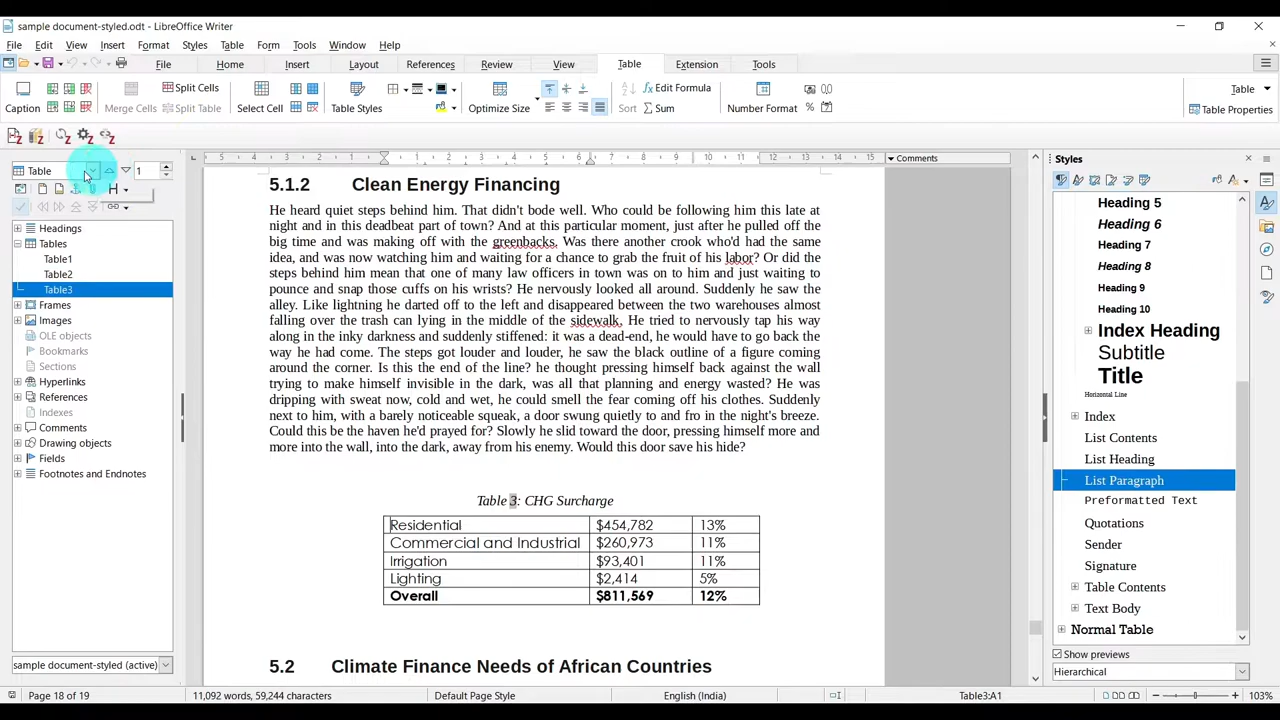 sample document-styled.odt - LibreOffice Writer
File Edit View Insert Format Styles Table Form Tools Window Help
File Home Insert Layout References Review View Table Extension Tools
Caption Merge Cells Split Cells Split Table Select Cell Table Styles Optimize Size Sort Edit Formula Sum Number Format Table Table Properties
Table 1
Headings
Tables
Table1
Table2
Table3
Frames
Images
OLE objects
Bookmarks
Sections
Hyperlinks
References
Indexes
Comments
Drawing objects
Fields
Footnotes and Endnotes
sample document-styled (active)
5 4 3 2 1 1 2 3 4 5 6 7 8 9 10 11 12 13 14 15
Comments
5.1.2 Clean Energy Financing
He heard quiet steps behind him. That didn't bode well. Who could be following him this late at
night and in this deadbeat part of town? And at this particular moment, just after he pulled off the
big time and was making off with the greenbacks. Was there another crook who'd had the same
idea, and was now watching him and waiting for a chance to grab the fruit of his labor? Or did the
steps behind him mean that one of many law officers in town was on to him and just waiting to
pounce and snap those cuffs on his wrists? He nervously looked all around. Suddenly he saw the
alley. Like lightning he darted off to the left and disappeared between the two warehouses almost
falling over the trash can lying in the middle of the sidewalk. He tried to nervously tap his way
along in the inky darkness and suddenly stiffened: it was a dead-end, he would have to go back the
way he had come. The steps got louder and louder, he saw the black outline of a figure coming
around the corner. Is this the end of the line? he thought pressing himself back against the wall
trying to make himself invisible in the dark, was all that planning and energy wasted? He was
dripping with sweat now, cold and wet, he could smell the fear coming off his clothes. Suddenly
next to him, with a barely noticeable squeak, a door swung quietly to and fro in the night's breeze.
Could this be the haven he'd prayed for? Slowly he slid toward the door, pressing himself more and
more into the wall, into the dark, away from his enemy. Would this door save his hide?
Table 3: CHG Surcharge
Residential $454,782 13%
Commercial and Industrial $260,973 11%
Irrigation $93,401 11%
Lighting $2,414 5%
Overall $811,569 12%
5.2 Climate Finance Needs of African Countries
Styles
Heading 5
Heading 6
Heading 7
Heading 8
Heading 9
Heading 10
Index Heading
Subtitle
Title
Horizontal Line
Index
List Contents
List Heading
List Paragraph
Preformatted Text
Quotations
Sender
Signature
Table Contents
Text Body
Normal Table
Show previews
Hierarchical
Page 18 of 19 11,092 words, 59,244 characters Default Page Style English (India) Table3:A1 103%